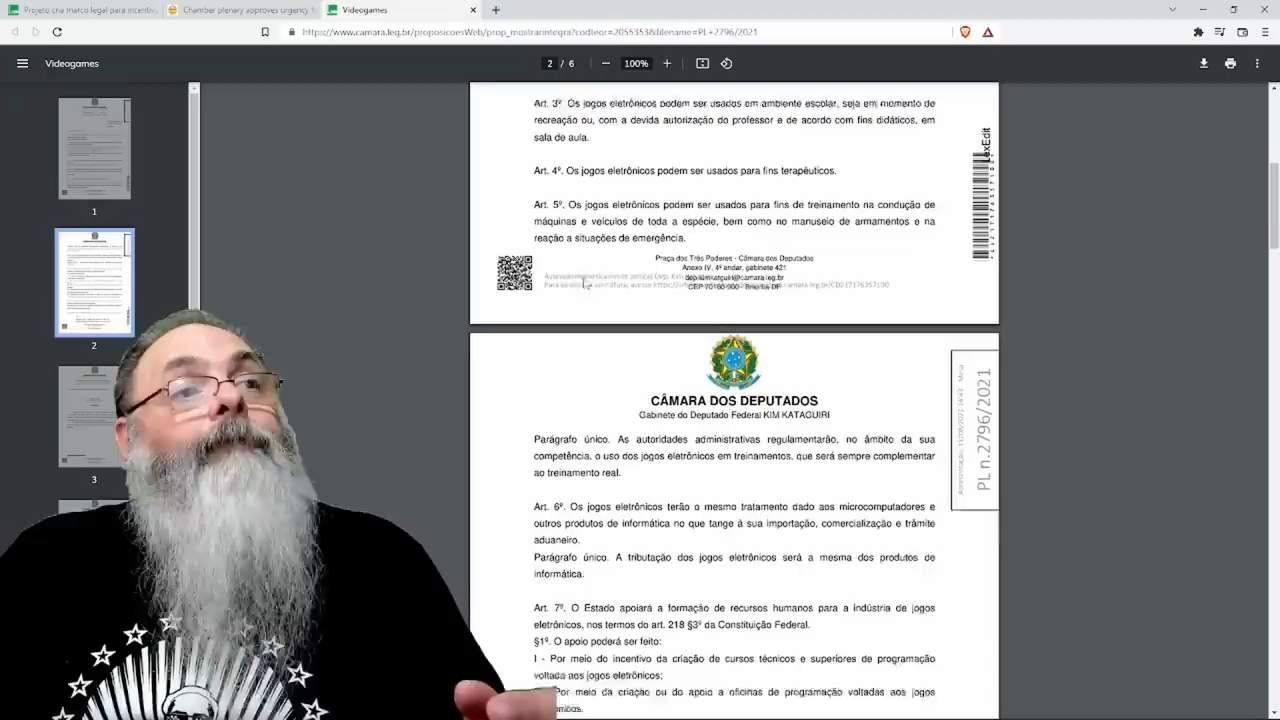 Projeto cria marco legal para incentiv
Chamber plenary approves urgency f
Videogames
https://www.camara.leg.br/proposicoesWeb/prop_mostrarintegra?codteor=2055353&filename=PL+2796/2021
Videogames
2 / 6
100%
1
2
3
Art. 3º Os jogos eletrônicos podem ser usados em ambiente escolar, seja em momento de
recreação ou, com a devida autorização do professor e de acordo com fins didáticos, em
sala de aula.
Art. 4º. Os jogos eletrônicos podem ser usados para fins terapêuticos.
Art. 5º. Os jogos eletrônicos podem ser usados para fins de treinamento na condução de
máquinas e veículos de toda a espécie, bem como no manuseio de armamentos e na
reação a situações de emergência.
Praça dos Três Poderes - Câmara dos Deputados
Anexo IV, 4º andar, gabinete 421
dep.kimkataguiri@camara.leg.br
CEP 70160-900 - Brasília-DF
LexEdit
CÂMARA DOS DEPUTADOS
Gabinete do Deputado Federal KIM KATAGUIRI
PL n.2796/2021
Parágrafo único. As autoridades administrativas regulamentarão, no âmbito da sua
competência, o uso dos jogos eletrônicos em treinamentos, que será sempre complementar
ao treinamento real.
Art. 6º. Os jogos eletrônicos terão o mesmo tratamento dado aos microcomputadores e
outros produtos de informática no que tange à sua importação, comercialização e trâmite
aduaneiro.
Parágrafo único. A tributação dos jogos eletrônicos será a mesma dos produtos de
informática.
Art. 7º. O Estado apoiará a formação de recursos humanos para a indústria de jogos
eletrônicos, nos termos do art. 218 §3º da Constituição Federal.
§1º. O apoio poderá ser feito:
I - Por meio do incentivo da criação de cursos técnicos e superiores de programação
voltada aos jogos eletrônicos;
Por meio da criação ou do apoio a oficinas de programação voltadas aos jogos